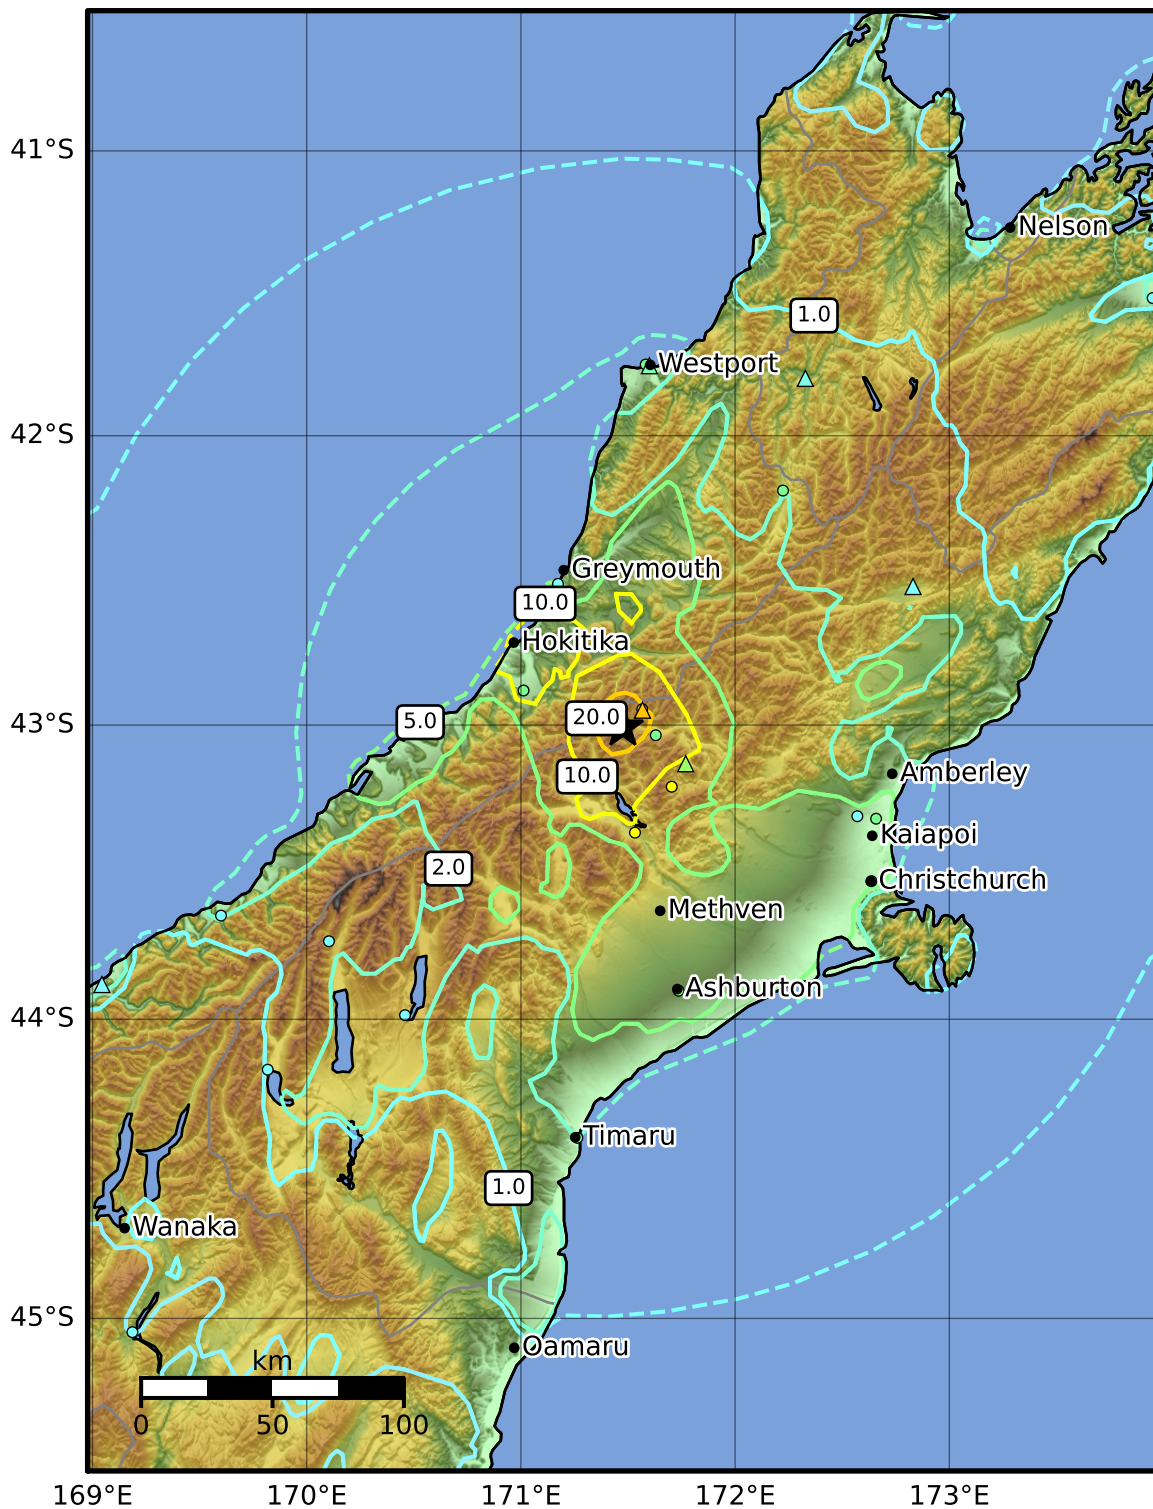 41°S
Nelson
1.0
Westport
42°S
Greymouth
10.0
Hokitika
20.0
5.0
43°S
10.0
Amberley
Kaiapoi
2.0
Christchurch
Methven
Ashburton
44°S
Timaru
1.0
Wanaka
45°S
Oamaru
km
0 50 100
169°E 170°E 171°E 172°E 173°E